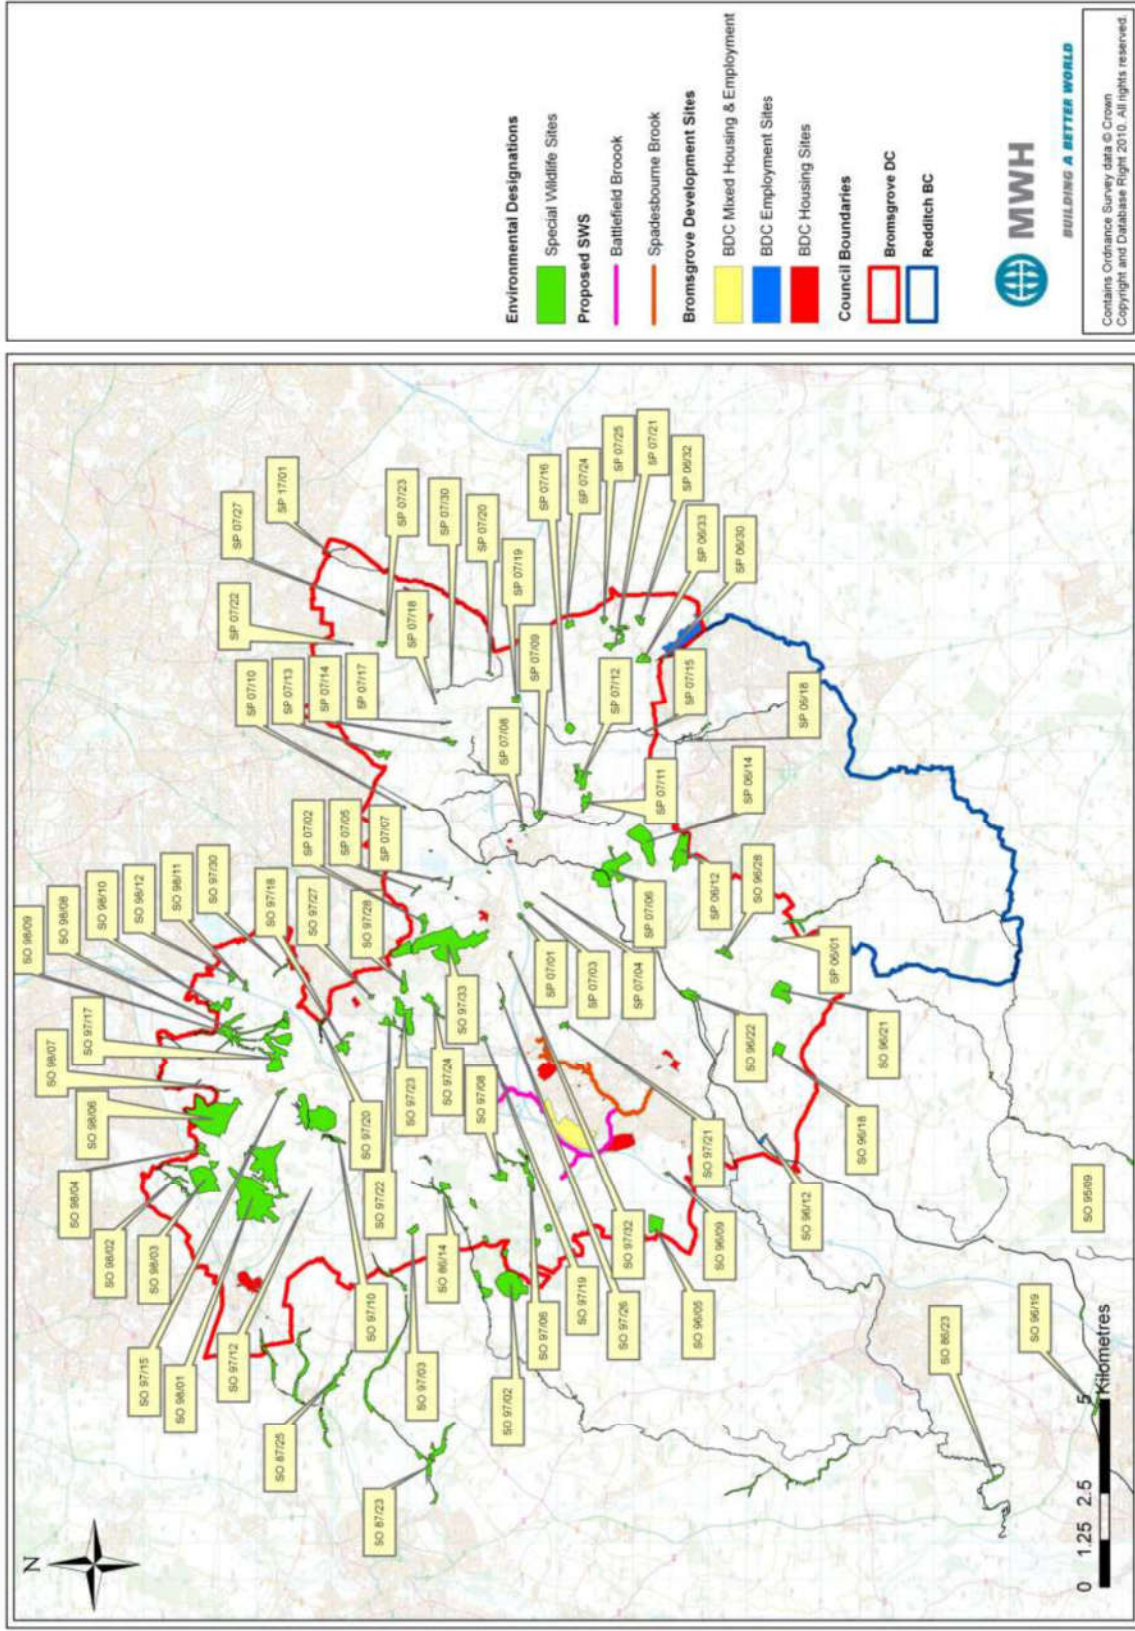 N
SO 98/09
SO 98/08
SO 98/10
SO 98/12
SO 98/11
SO 97/30
SO 97/18
SO 97/27
SO 97/28
SO 97/17
SO 98/07
SO 98/06
SO 98/04
SO 98/02
SO 98/03
SO 97/15
SO 98/01
SO 97/12
SO 97/10
SO 97/20
SO 97/22
SO 97/23
SO 97/24
SO 97/33
SO 97/08
SO 87/25
SO 87/23
SO 97/03
SO 86/14
SO 97/02
SO 97/06
SO 97/19
SO 97/26
SO 97/32
SO 97/21
SO 96/05
SO 96/09
SO 96/12
SO 96/18
SO 96/21
SO 96/22
SO 96/28
SO 95/09
SO 96/19
SO 86/23
SP 07/02
SP 07/05
SP 07/07
SP 07/10
SP 07/13
SP 07/14
SP 07/17
SP 07/22
SP 07/27
SP 17/01
SP 07/23
SP 07/18
SP 07/30
SP 07/20
SP 07/19
SP 07/09
SP 07/08
SP 07/16
SP 07/24
SP 07/25
SP 07/21
SP 06/32
SP 06/33
SP 06/30
SP 07/12
SP 07/15
SP 07/11
SP 06/18
SP 06/14
SP 06/12
SP 07/06
SP 07/01
SP 07/03
SP 07/04
SP 06/01
0 1.25 2.5 5
Kilometres
Environmental Designations
Special Wildlife Sites
Proposed SWS
Battlefield Broook
Spadesbourne Brook
Bromsgrove Development Sites
BDC Mixed Housing & Employment
BDC Employment Sites
BDC Housing Sites
Council Boundaries
Bromsgrove DC
Redditch BC
MWH
BUILDING A BETTER WORLD
Contains Ordnance Survey data © Crown
Copyright and Database Right 2010. All rights reserved.